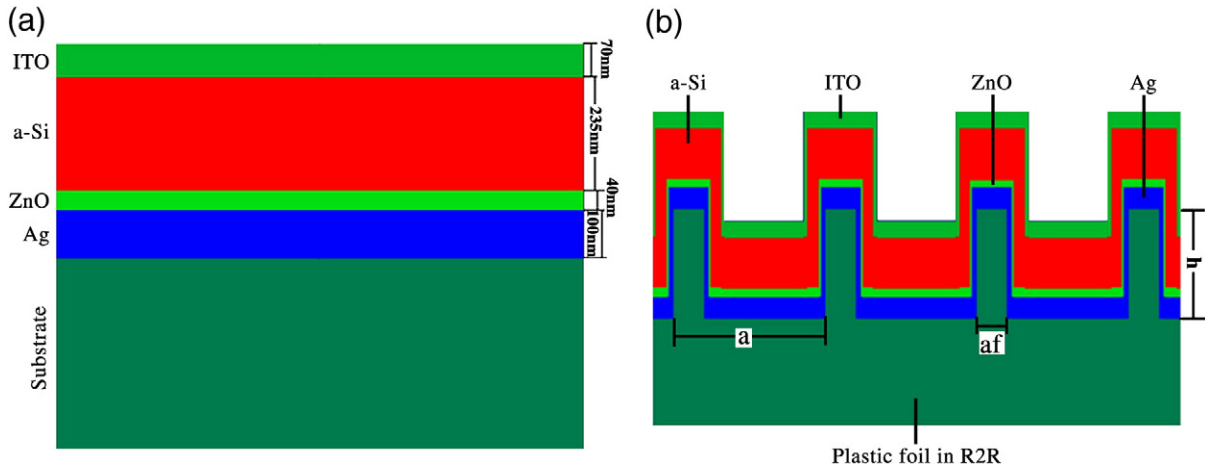 (a)
ITO
a-Si
ZnO
Ag
Substrate
70nm
235nm
40nm
100nm
(b)
a-Si
ITO
ZnO
Ag
h
a
af
Plastic foil in R2R